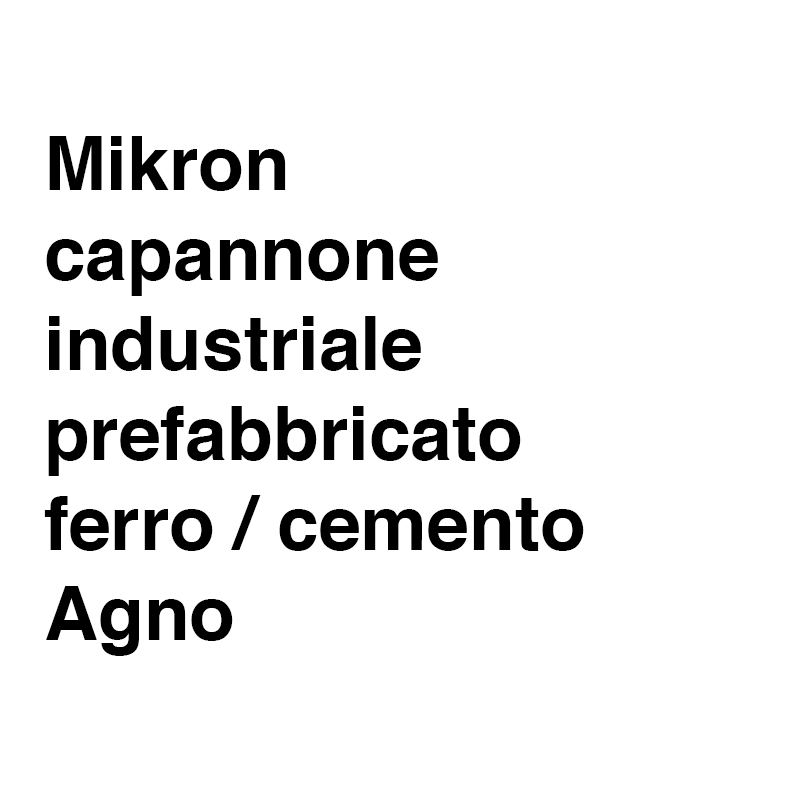 Mikron
capannone
industriale
prefabbricato
ferro / cemento
Agno